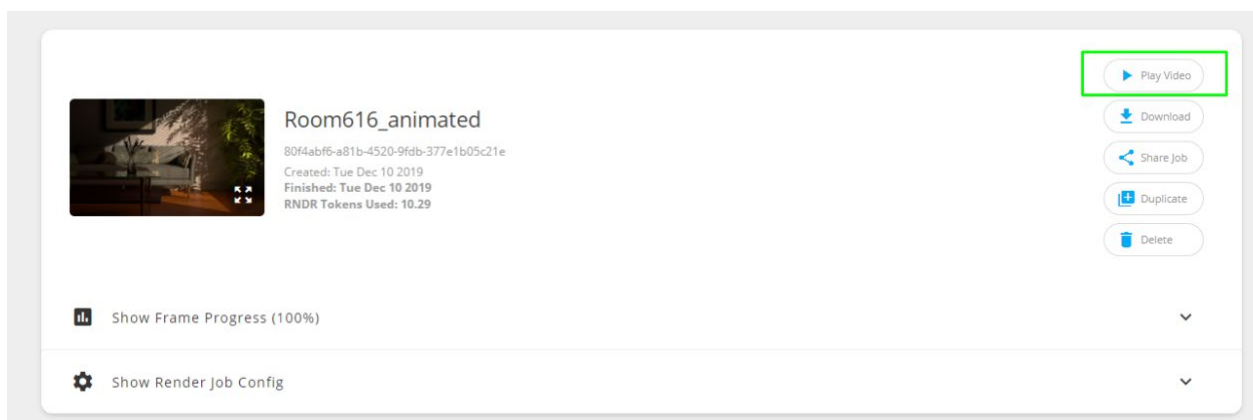 Play Video
Room616_animated
Download
80f4abf6-a81b-4520-9fdb-377e1b05c21e
Share Job
Created: Tue Dec 10 2019
Finished: Tue Dec 10 2019
RNDR Tokens Used: 10.29
Duplicate
Delete
Show Frame Progress (100%)
Show Render Job Config